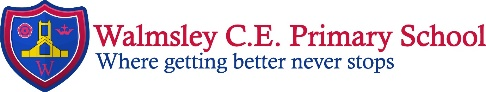 Walmsley C.E. Primary School
Where getting better never stops
W